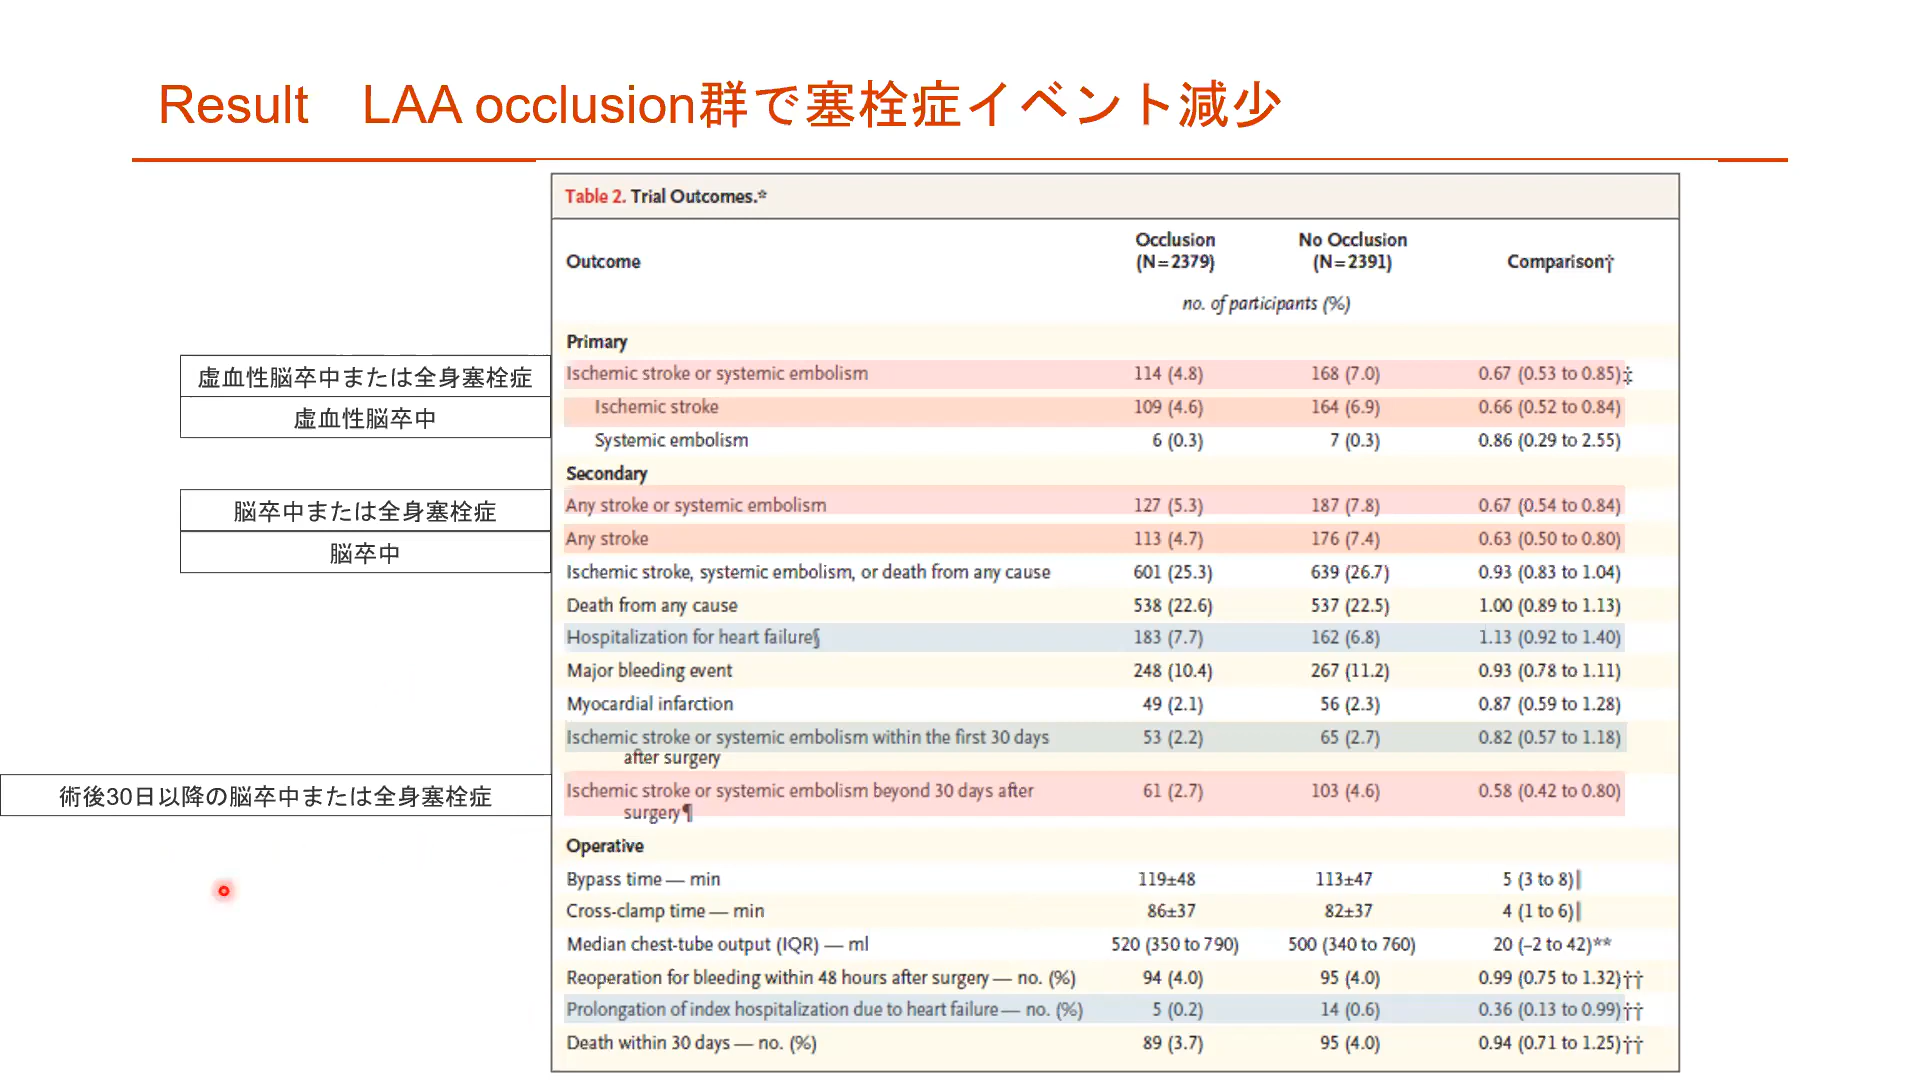 Result　LAA occlusion群で塞栓症イベント減少
Table 2. Trial Outcomes.*
Outcome
Occlusion (N=2379)
No Occlusion (N=2391)
Comparison†
no. of participants (%)
Primary
虚血性脳卒中または全身塞栓症
Ischemic stroke or systemic embolism 114 (4.8) 168 (7.0) 0.67 (0.53 to 0.85)‡
虚血性脳卒中
Ischemic stroke 109 (4.6) 164 (6.9) 0.66 (0.52 to 0.84)
Systemic embolism 6 (0.3) 7 (0.3) 0.86 (0.29 to 2.55)
Secondary
脳卒中または全身塞栓症
Any stroke or systemic embolism 127 (5.3) 187 (7.8) 0.67 (0.54 to 0.84)
脳卒中
Any stroke 113 (4.7) 176 (7.4) 0.63 (0.50 to 0.80)
Ischemic stroke, systemic embolism, or death from any cause 601 (25.3) 639 (26.7) 0.93 (0.83 to 1.04)
Death from any cause 538 (22.6) 537 (22.5) 1.00 (0.89 to 1.13)
Hospitalization for heart failure§ 183 (7.7) 162 (6.8) 1.13 (0.92 to 1.40)
Major bleeding event 248 (10.4) 267 (11.2) 0.93 (0.78 to 1.11)
Myocardial infarction 49 (2.1) 56 (2.3) 0.87 (0.59 to 1.28)
Ischemic stroke or systemic embolism within the first 30 days 53 (2.2) 65 (2.7) 0.82 (0.57 to 1.18)
after surgery
術後30日以降の脳卒中または全身塞栓症
Ischemic stroke or systemic embolism beyond 30 days after 61 (2.7) 103 (4.6) 0.58 (0.42 to 0.80)
surgery¶
Operative
Bypass time — min 119±48 113±47 5 (3 to 8)‖
Cross-clamp time — min 86±37 82±37 4 (1 to 6)‖
Median chest-tube output (IQR) — ml 520 (350 to 790) 500 (340 to 760) 20 (–2 to 42)**
Reoperation for bleeding within 48 hours after surgery — no. (%) 94 (4.0) 95 (4.0) 0.99 (0.75 to 1.32)††
Prolongation of index hospitalization due to heart failure — no. (%) 5 (0.2) 14 (0.6) 0.36 (0.13 to 0.99)††
Death within 30 days — no. (%) 89 (3.7) 95 (4.0) 0.94 (0.71 to 1.25)††